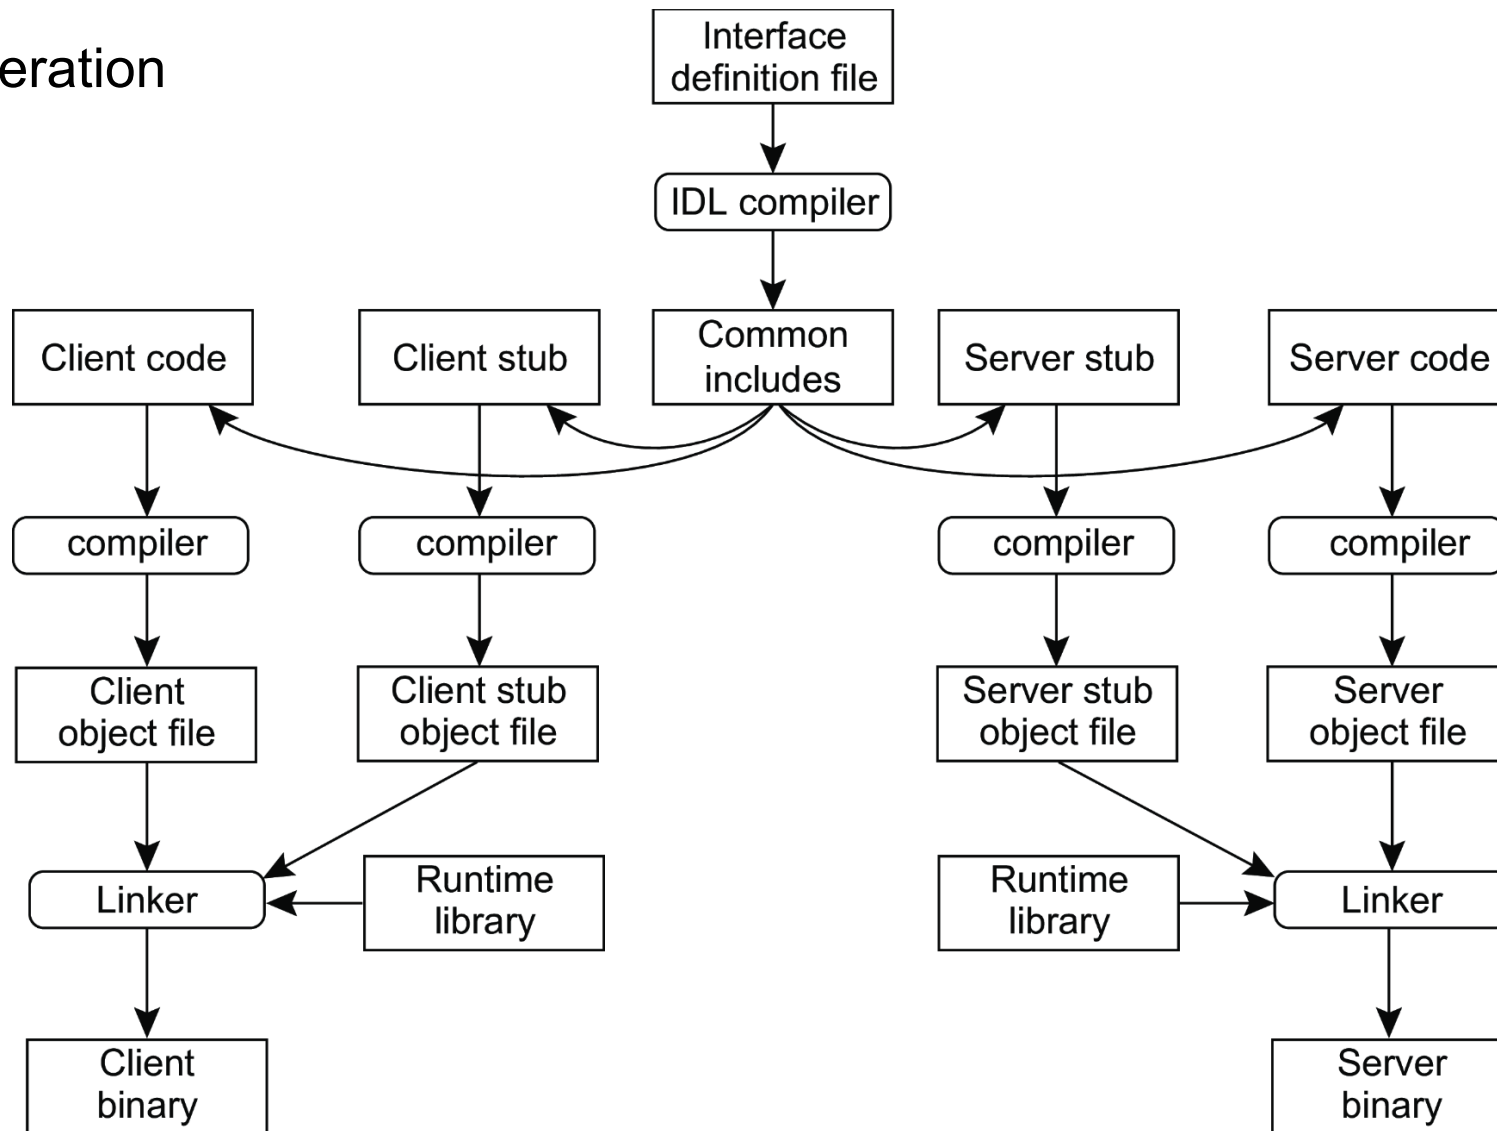 eration
Interface
definition file
IDL compiler
Client code
Client stub
Common
includes
Server stub
Server code
compiler
compiler
compiler
compiler
Client
object file
Client stub
object file
Server stub
object file
Server
object file
Linker
Runtime
library
Runtime
library
Linker
Client
binary
Server
binary